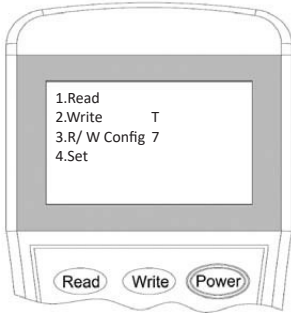 1.Read
2.Write T
3.R/ W Config 7
4.Set
Read Write Power